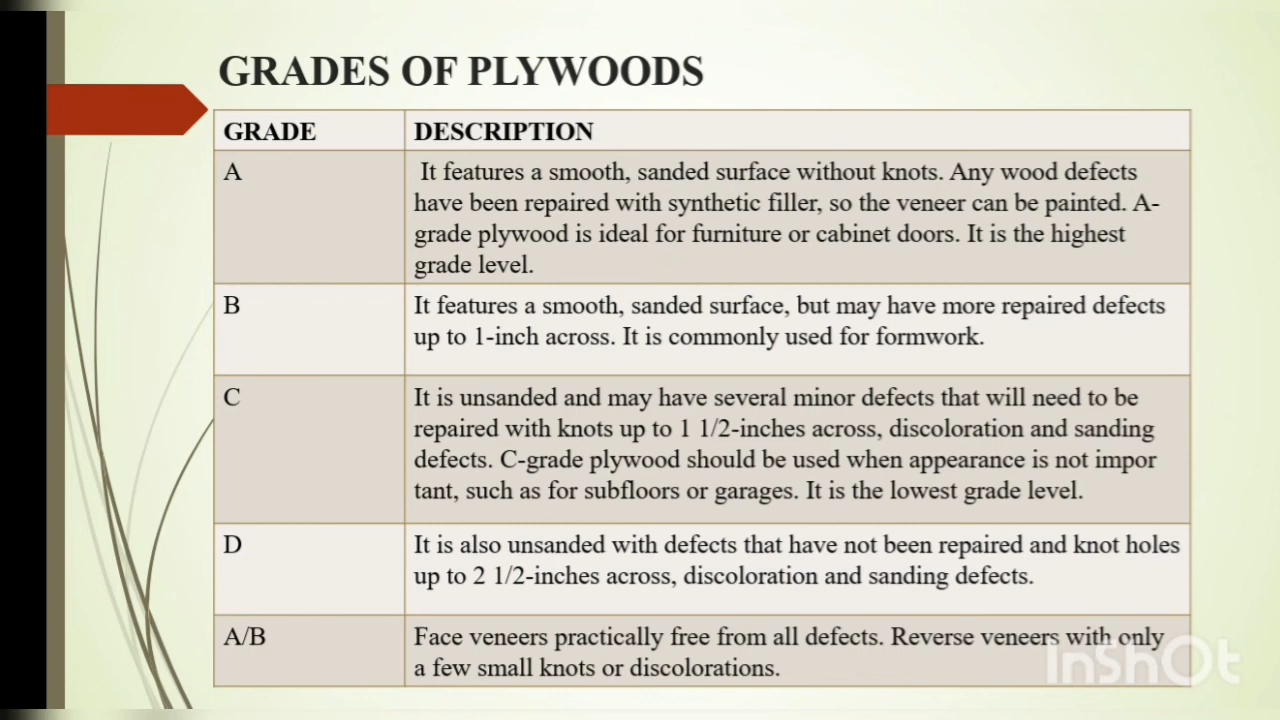 GRADES OF PLYWOODS
GRADE DESCRIPTION
A It features a smooth, sanded surface without knots. Any wood defects
have been repaired with synthetic filler, so the veneer can be painted. A-
grade plywood is ideal for furniture or cabinet doors. It is the highest
grade level.
B It features a smooth, sanded surface, but may have more repaired defects
up to 1-inch across. It is commonly used for formwork.
C It is unsanded and may have several minor defects that will need to be
repaired with knots up to 1 1/2-inches across, discoloration and sanding
defects. C-grade plywood should be used when appearance is not impor
tant, such as for subfloors or garages. It is the lowest grade level.
D It is also unsanded with defects that have not been repaired and knot holes
up to 2 1/2-inches across, discoloration and sanding defects.
A/B Face veneers practically free from all defects. Reverse veneers with only
a few small knots or discolorations.
InShOt